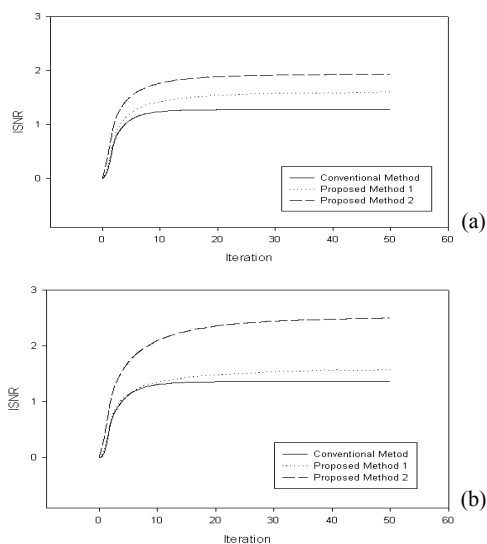 3
2
1
0
ISNR
Conventional Method
Proposed Method 1
Proposed Method 2
0 10 20 30 40 50 60
Iteration
(a)
3
2
1
0
ISNR
Conventional Metod
Proposed Method 1
Proposed Method 2
0 10 20 30 40 50 60
Iteration
(b)